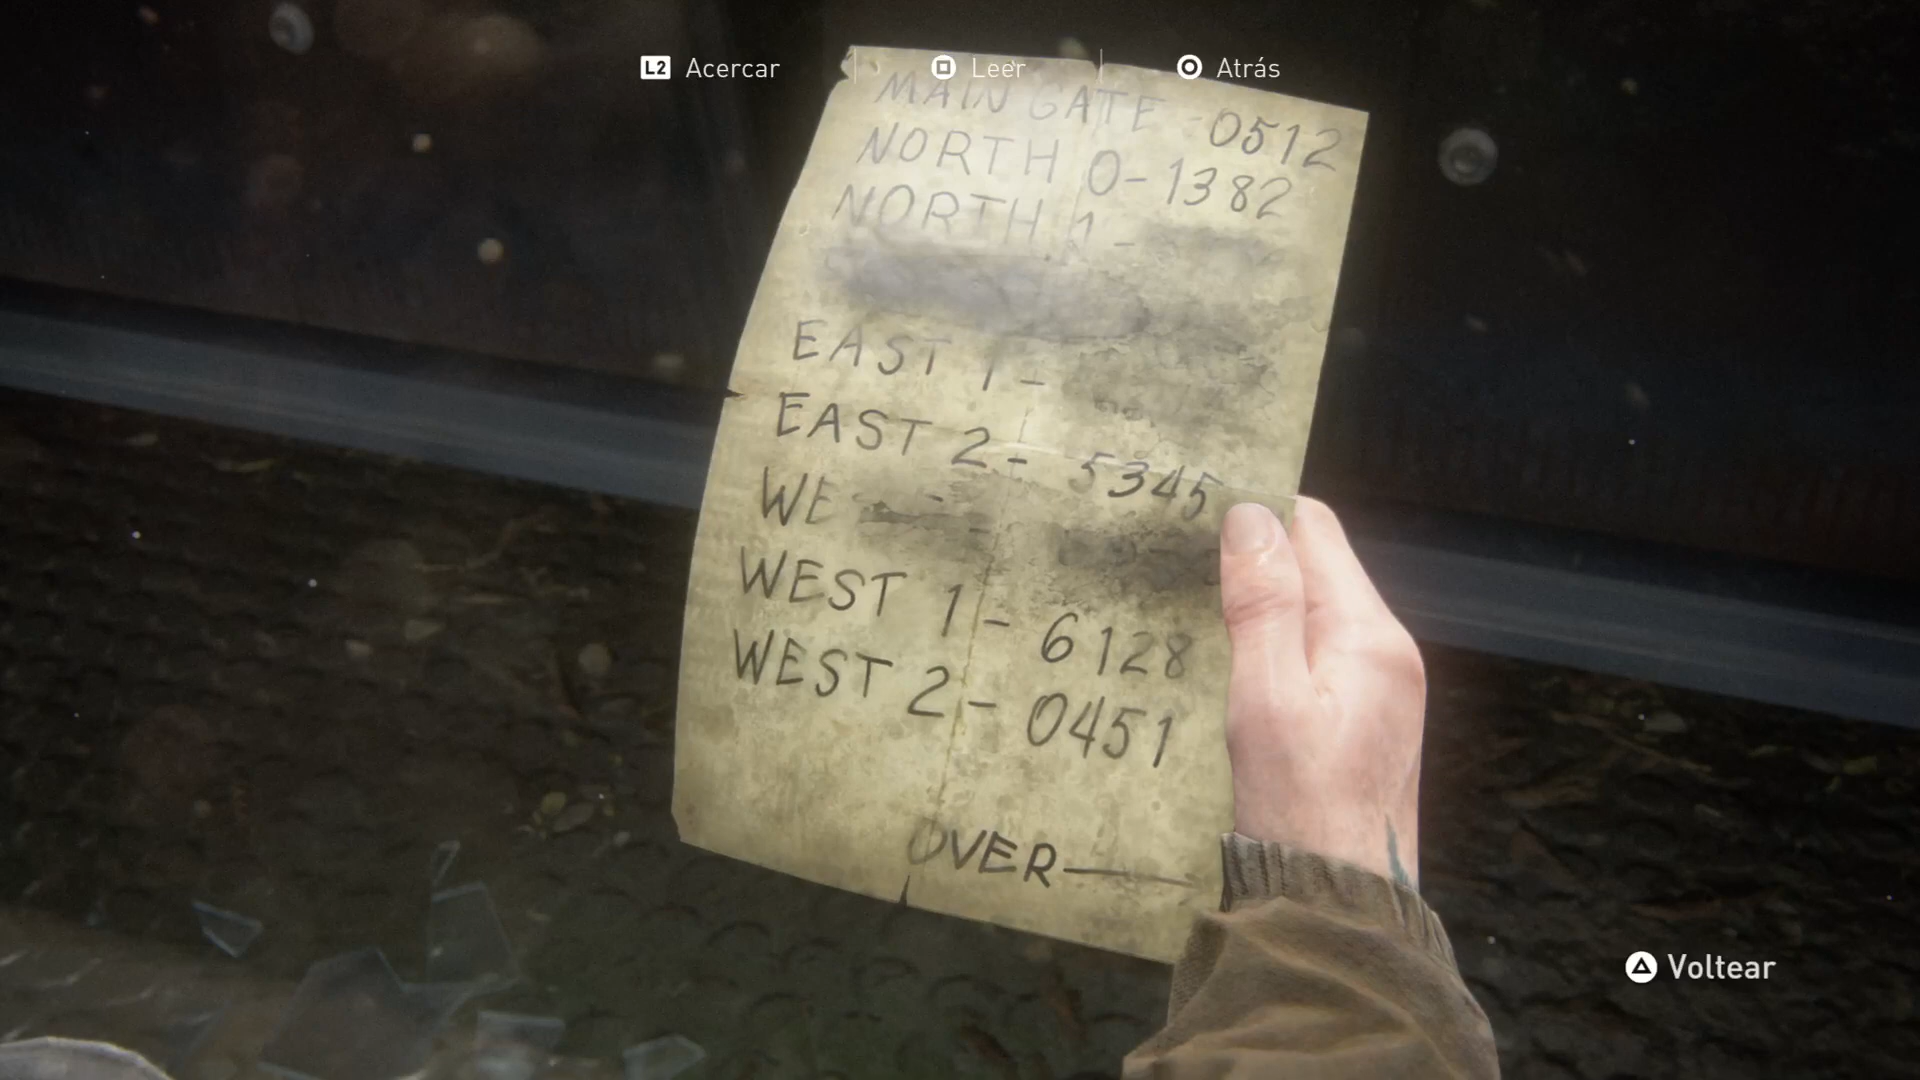 L2 Acercar Leer Atrás
MAIN GATE - 0512
NORTH 0 - 1382
NORTH 1 -
EAST 1 -
EAST 2 - 5345
WE
WEST 1 - 6128
WEST 2 - 0451
OVER
Voltear